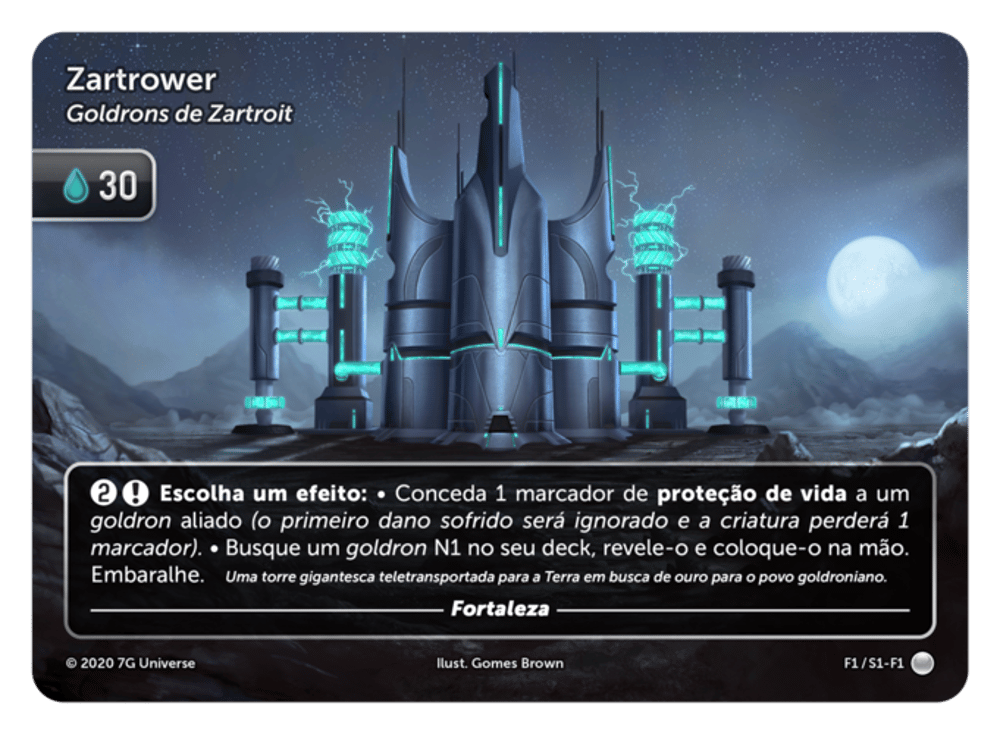 Zartrower
Goldrons de Zartroit
30
2 ! Escolha um efeito: • Conceda 1 marcador de proteção de vida a um
goldron aliado (o primeiro dano sofrido será ignorado e a criatura perderá 1
marcador). • Busque um goldron N1 no seu deck, revele-o e coloque-o na mão.
Embaralhe. Uma torre gigantesca teletransportada para a Terra em busca de ouro para o povo goldroniano.
Fortaleza
© 2020 7G Universe
Ilust. Gomes Brown
F1/S1-F1